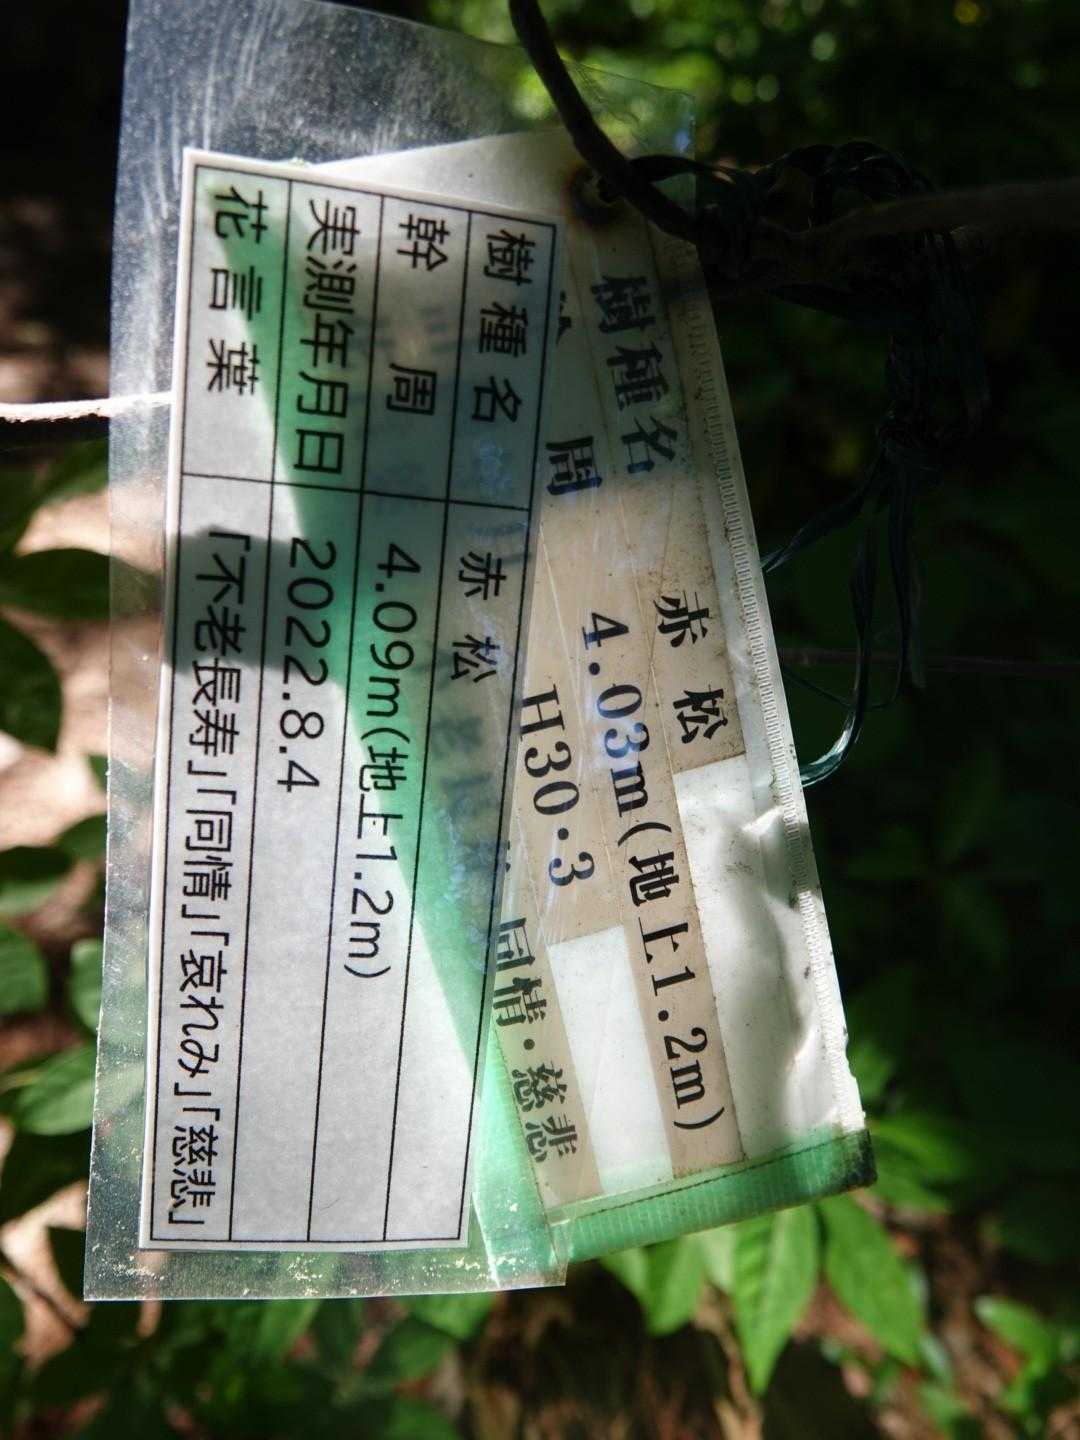 樹種名 赤松
幹周 4.09m(地上1.2m)
実測年月日 2022.8.4
花言葉 「不老長寿」「同情」「哀れみ」「慈悲」
樹種名 赤松
周 4.03m(地上1.2m)
H30・3
同情・慈悲